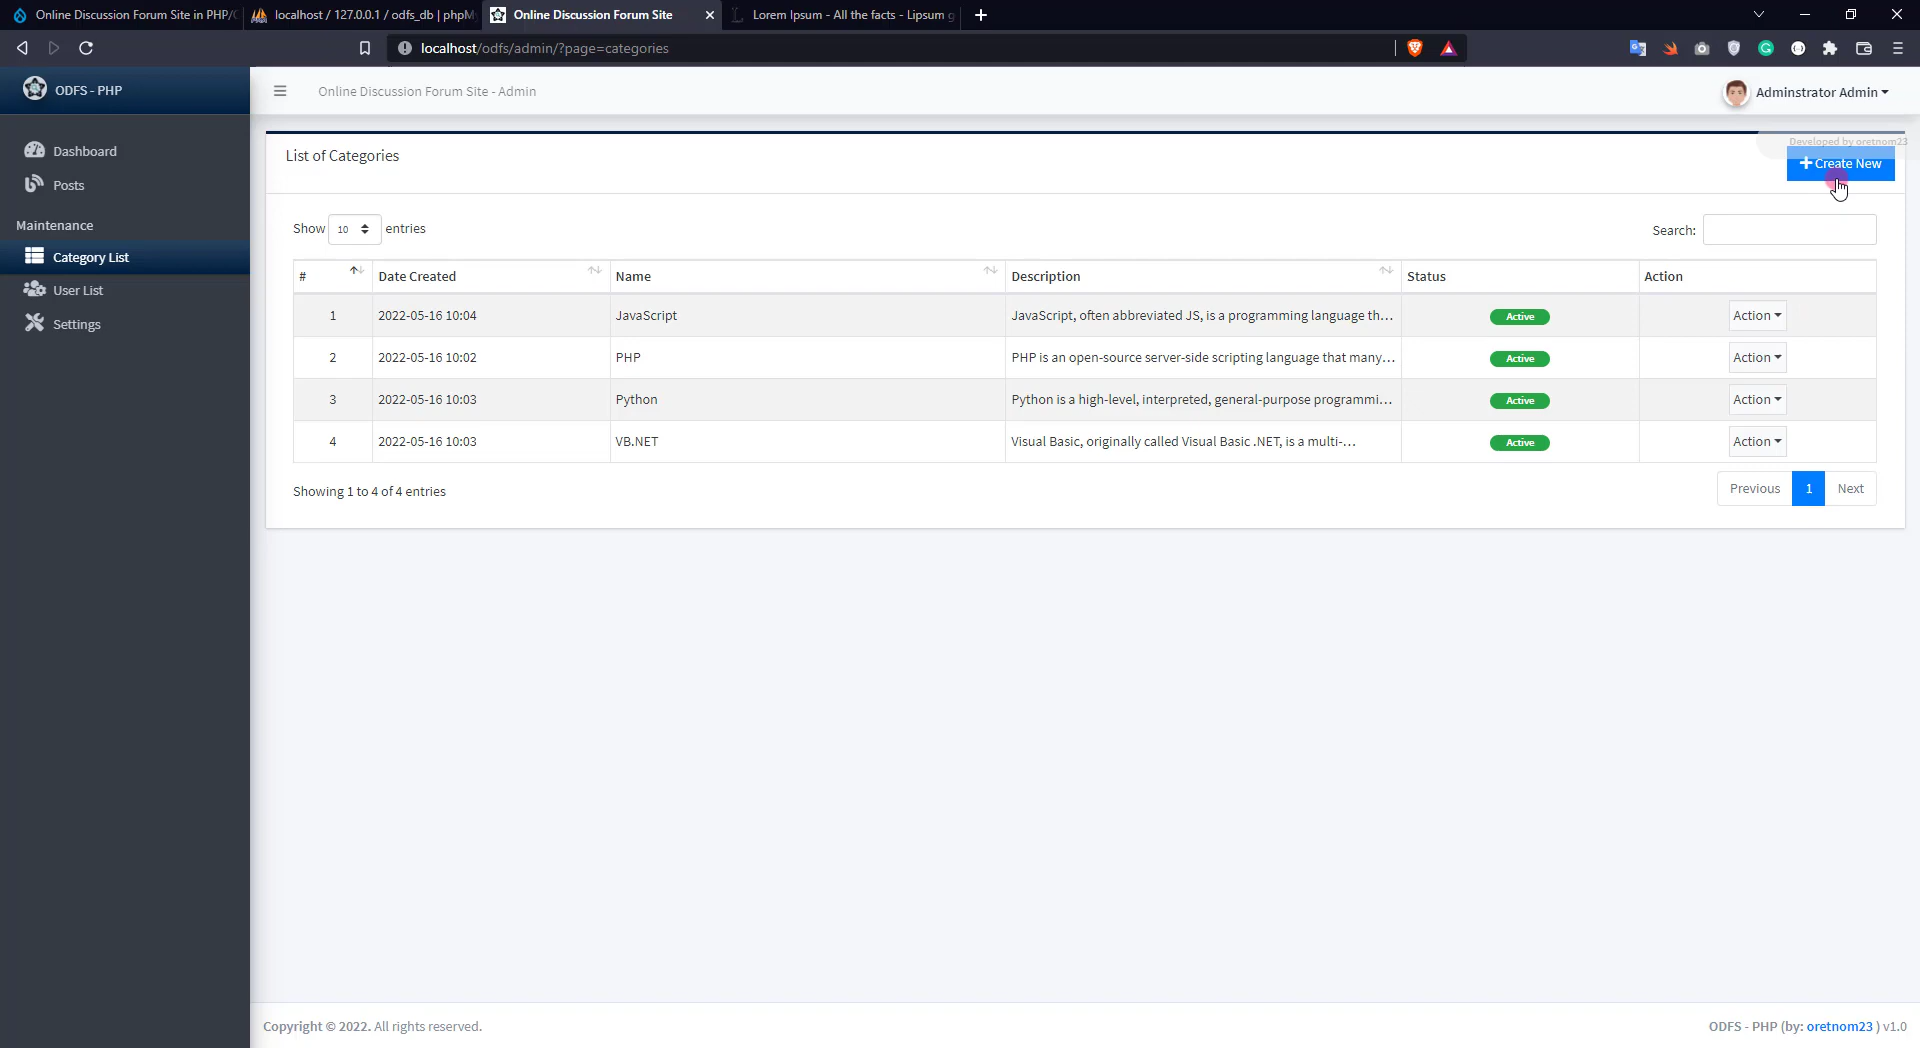 Online Discussion Forum Site in PHP/
localhost / 127.0.0.1 / odfs_db | phpM
Online Discussion Forum Site
Lorem Ipsum - All the facts - Lipsum g
localhost/odfs/admin/?page=categories
ODFS - PHP
Online Discussion Forum Site - Admin
Adminstrator Admin
Dashboard
Posts
Maintenance
Category List
User List
Settings
List of Categories
Developed by oretnom23
Create New
Show 10 entries
Search:
# Date Created Name Description Status Action
1 2022-05-16 10:04 JavaScript JavaScript, often abbreviated JS, is a programming language th... Active Action
2 2022-05-16 10:02 PHP PHP is an open-source server-side scripting language that many... Active Action
3 2022-05-16 10:03 Python Python is a high-level, interpreted, general-purpose programmi... Active Action
4 2022-05-16 10:03 VB.NET Visual Basic, originally called Visual Basic .NET, is a multi-... Active Action
Showing 1 to 4 of 4 entries
Previous 1 Next
Copyright © 2022. All rights reserved.
ODFS - PHP (by: oretnom23 ) v1.0